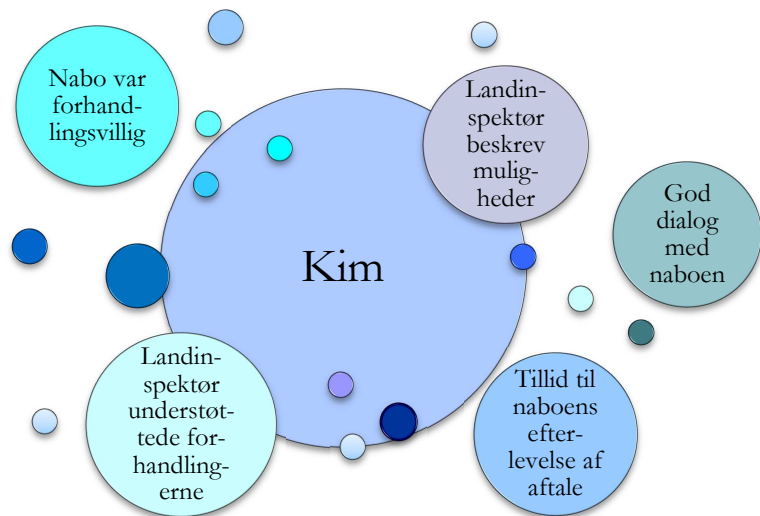 Nabo var
forhand-
lingsvillig
Landin-
spektør
beskrev
mulig-
heder
God
dialog
med
naboen
Kim
Landin-
spektør
understøt-
tede for-
handling-
erne
Tillid til
naboens
efter-
levelse af
aftale